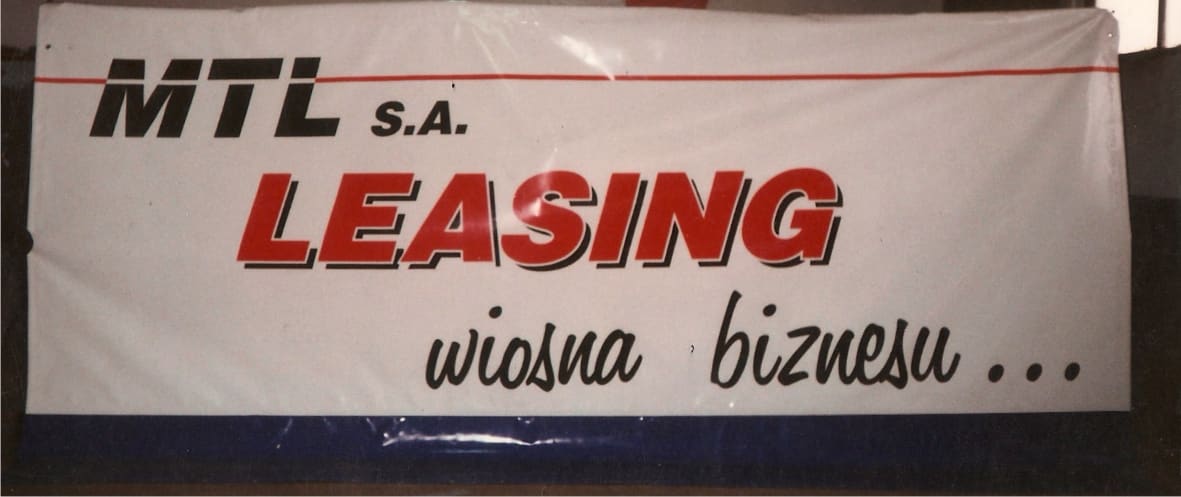 MTL S.A.
LEASING
wiosna biznesu...